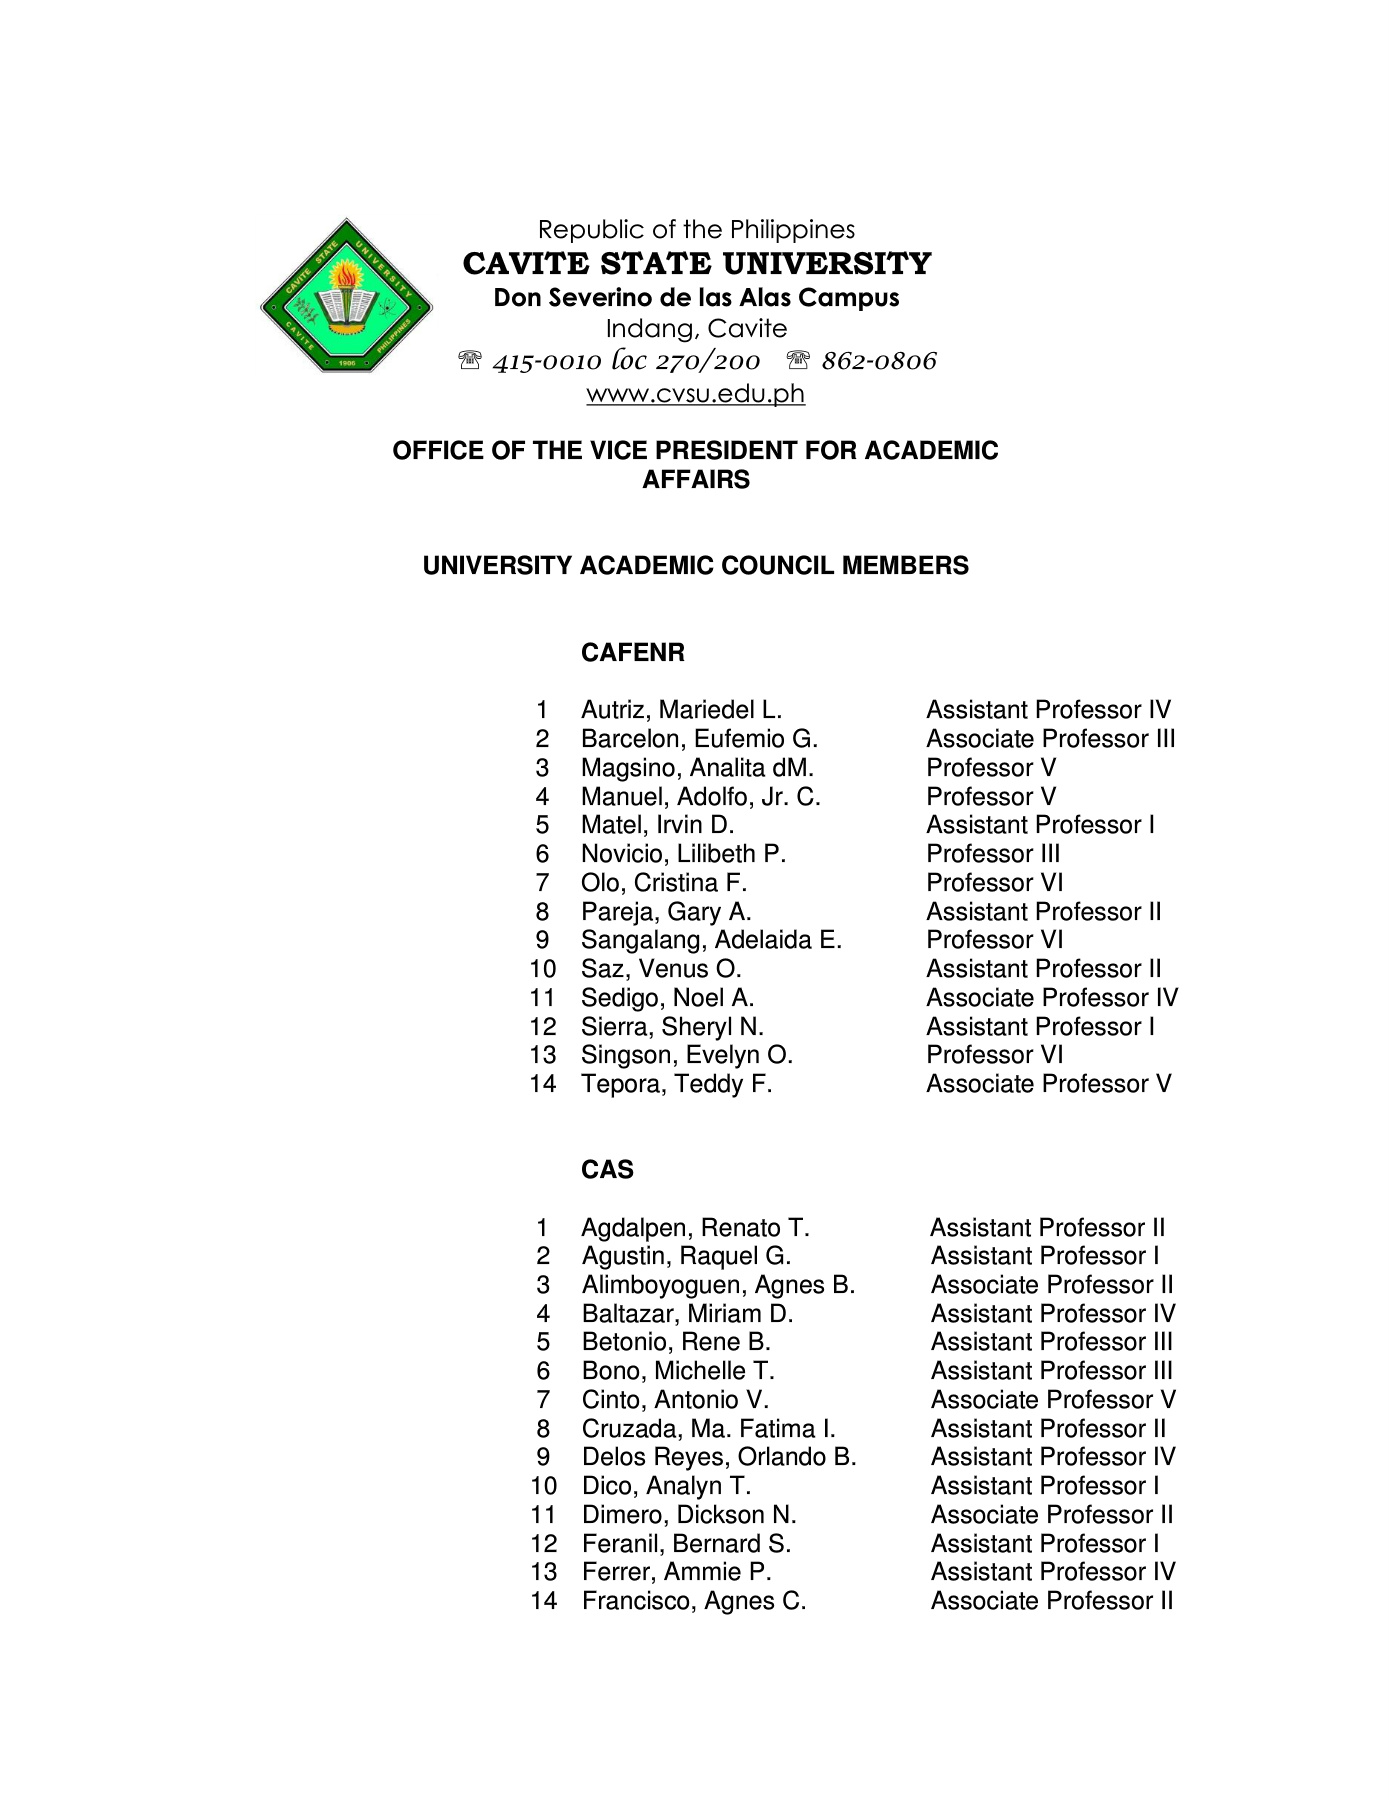 Republic of the Philippines
CAVITE STATE UNIVERSITY
Don Severino de las Alas Campus
Indang, Cavite
☏ 415-0010 loc 270/200 ☏ 862-0806
www.cvsu.edu.ph
CAVITE STATE UNIVERSITY
CAVITE PHILIPPINES
1906
OFFICE OF THE VICE PRESIDENT FOR ACADEMIC
AFFAIRS
UNIVERSITY ACADEMIC COUNCIL MEMBERS
CAFENR
1 Autriz, Mariedel L. Assistant Professor IV
2 Barcelon, Eufemio G. Associate Professor III
3 Magsino, Analita dM. Professor V
4 Manuel, Adolfo, Jr. C. Professor V
5 Matel, Irvin D. Assistant Professor I
6 Novicio, Lilibeth P. Professor III
7 Olo, Cristina F. Professor VI
8 Pareja, Gary A. Assistant Professor II
9 Sangalang, Adelaida E. Professor VI
10 Saz, Venus O. Assistant Professor II
11 Sedigo, Noel A. Associate Professor IV
12 Sierra, Sheryl N. Assistant Professor I
13 Singson, Evelyn O. Professor VI
14 Tepora, Teddy F. Associate Professor V
CAS
1 Agdalpen, Renato T. Assistant Professor II
2 Agustin, Raquel G. Assistant Professor I
3 Alimboyoguen, Agnes B. Associate Professor II
4 Baltazar, Miriam D. Assistant Professor IV
5 Betonio, Rene B. Assistant Professor III
6 Bono, Michelle T. Assistant Professor III
7 Cinto, Antonio V. Associate Professor V
8 Cruzada, Ma. Fatima I. Assistant Professor II
9 Delos Reyes, Orlando B. Assistant Professor IV
10 Dico, Analyn T. Assistant Professor I
11 Dimero, Dickson N. Associate Professor II
12 Feranil, Bernard S. Assistant Professor I
13 Ferrer, Ammie P. Assistant Professor IV
14 Francisco, Agnes C. Associate Professor II